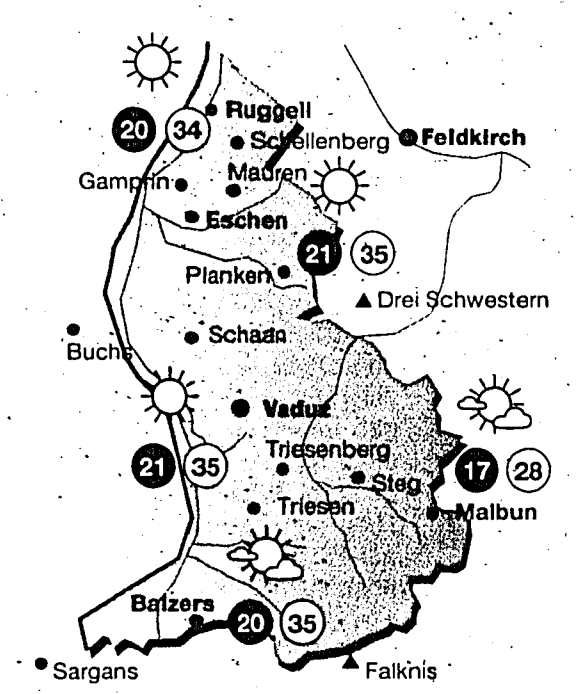 Ruggell
20 34
Schellenberg
Feldkirch
Gamprin
Mauren
Eschen
21 35
Planken
Drei Schwestern
Schaan
Buchs
Vaduz
Triesenberg
21 35
Steg
17 28
Triesen
Malbun
Balzers
20 35
Sargans
Falknis